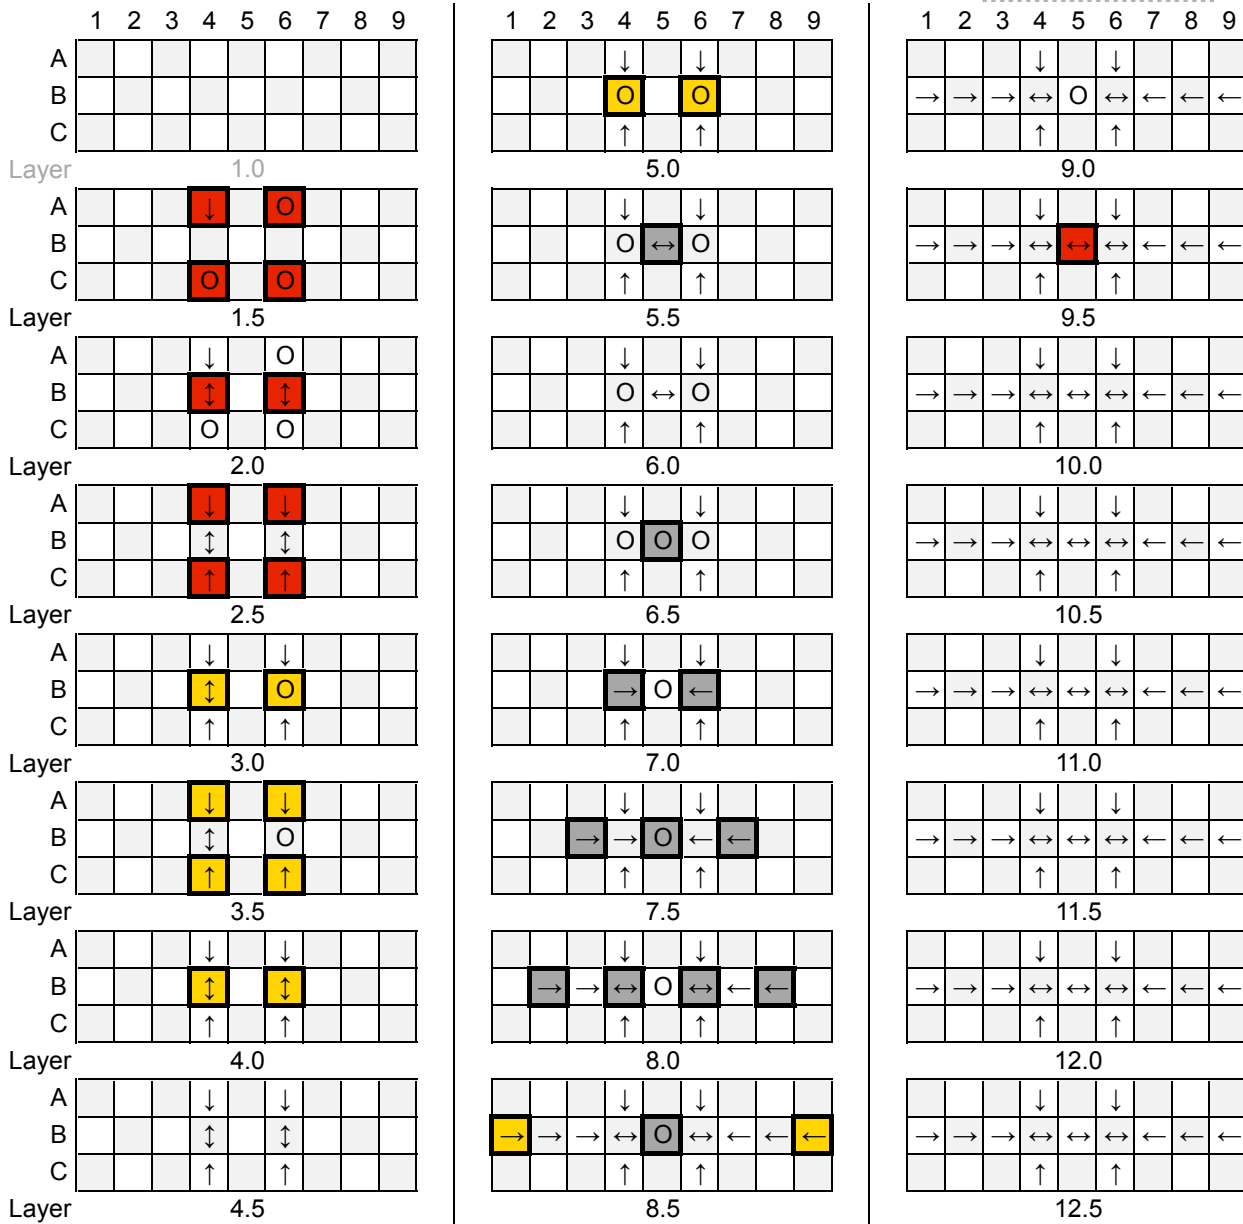 1 2 3 4 5 6 7 8 9
A
B
C
Layer 1.0
A ↓ O
B
C O O
Layer 1.5
A ↓ O
B ↕ ↕
C O O
Layer 2.0
A ↓ ↓
B ↕ ↕
C ↑ ↑
Layer 2.5
A ↓ ↓
B ↕ O
C ↑ ↑
Layer 3.0
A ↓ ↓
B ↕ O
C ↑ ↑
Layer 3.5
A ↓ ↓
B ↕ ↕
C ↑ ↑
Layer 4.0
A ↓ ↓
B ↕ ↕
C ↑ ↑
Layer 4.5
1 2 3 4 5 6 7 8 9
↓ ↓
O O
↑ ↑
5.0
↓ ↓
O ↔ O
↑ ↑
5.5
↓ ↓
O ↔ O
↑ ↑
6.0
↓ ↓
O O O
↑ ↑
6.5
↓ ↓
→ O ←
↑ ↑
7.0
↓ ↓
→ → O ← ←
↑ ↑
7.5
↓ ↓
→ → ↔ O ↔ ← ←
↑ ↑
8.0
↓ ↓
→ → → ↔ O ↔ ← ← ←
↑ ↑
8.5
1 2 3 4 5 6 7 8 9
↓ ↓
→ → → ↔ O ↔ ← ← ←
↑ ↑
9.0
↓ ↓
→ → → ↔ ↔ ↔ ← ← ←
↑ ↑
9.5
↓ ↓
→ → → ↔ ↔ ↔ ← ← ←
↑ ↑
10.0
↓ ↓
→ → → ↔ ↔ ↔ ← ← ←
↑ ↑
10.5
↓ ↓
→ → → ↔ ↔ ↔ ← ← ←
↑ ↑
11.0
↓ ↓
→ → → ↔ ↔ ↔ ← ← ←
↑ ↑
11.5
↓ ↓
→ → → ↔ ↔ ↔ ← ← ←
↑ ↑
12.0
↓ ↓
→ → → ↔ ↔ ↔ ← ← ←
↑ ↑
12.5